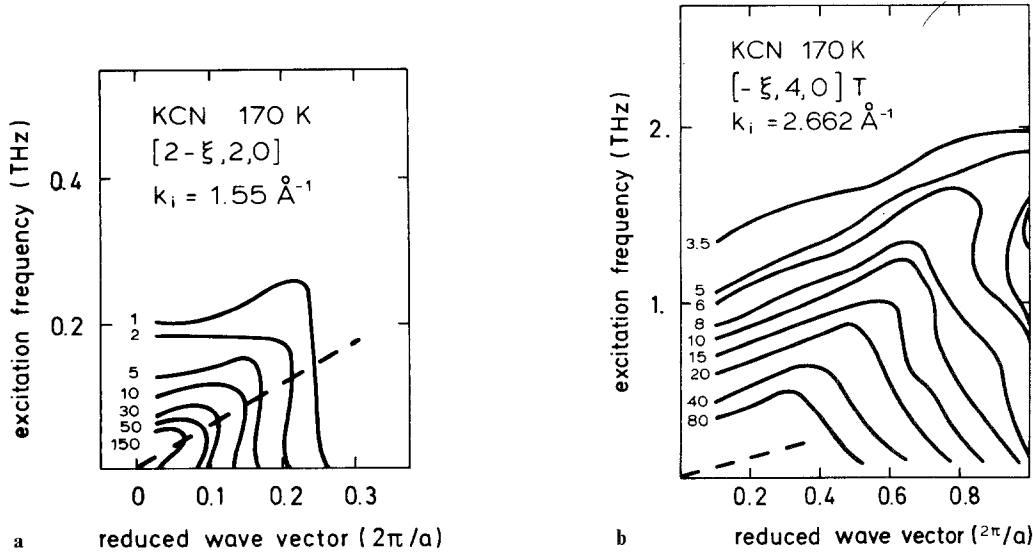 KCN 170 K
[2-ξ,2,0]
kᵢ = 1.55 Å⁻¹
excitation frequency (THz)
0.4
0.2
1
2
5
10
30
50
150
0 0.1 0.2 0.3
a reduced wave vector (2π/a)
KCN 170 K
[-ξ,4,0] T
kᵢ = 2.662 Å⁻¹
excitation frequency (THz)
2.
1.
3.5
5
6
8
10
15
20
40
80
0.2 0.4 0.6 0.8
b reduced wave vector (2π/a)